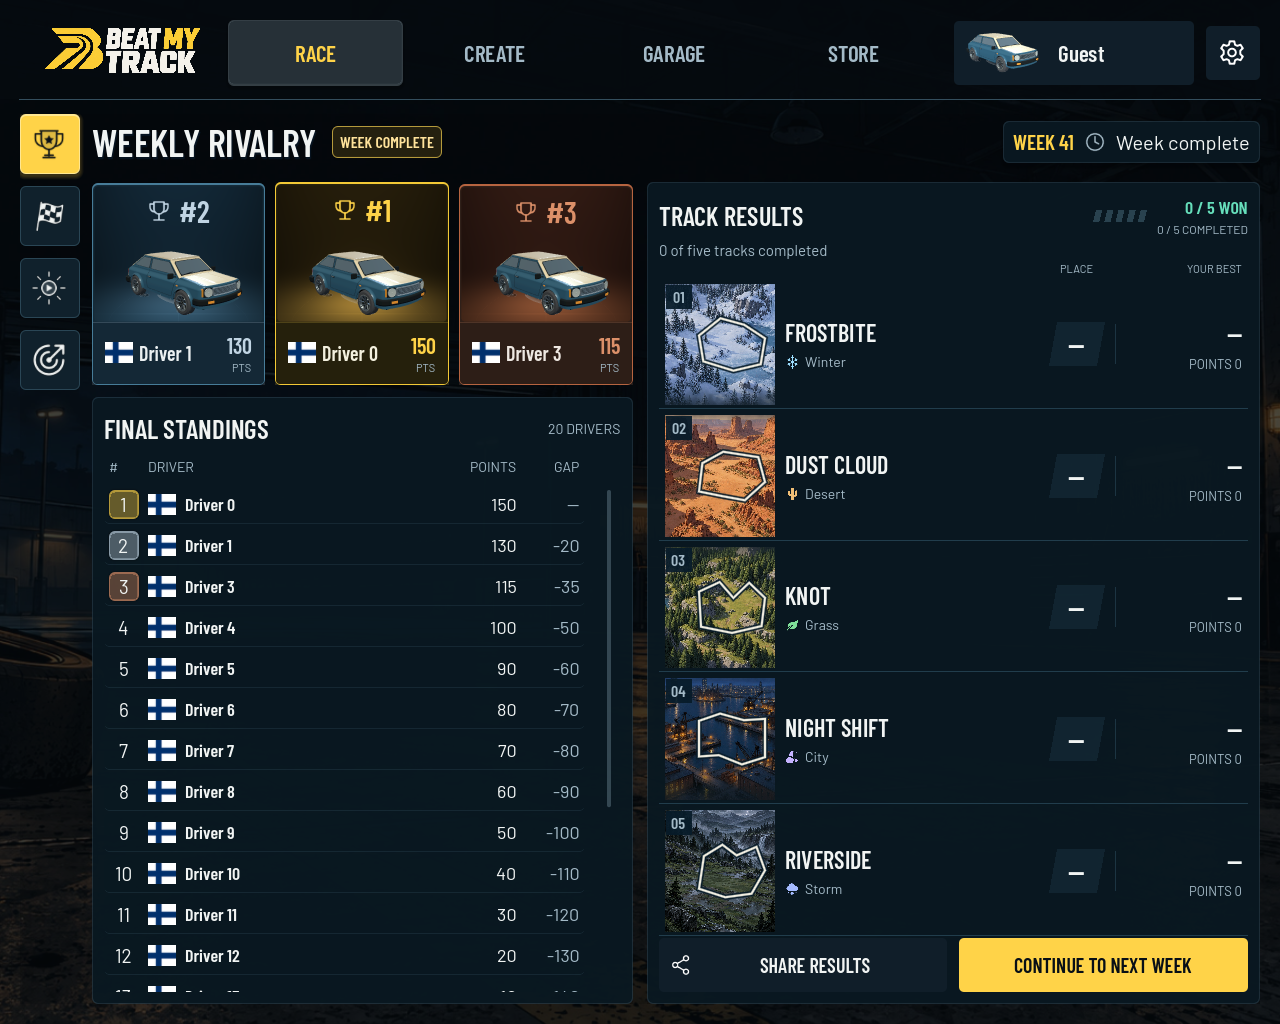 BEAT MY TRACK
RACE
CREATE
GARAGE
STORE
Guest
WEEKLY RIVALRY
WEEK COMPLETE
WEEK 41 Week complete
#2
Driver 1
130
PTS
#1
Driver 0
150
PTS
#3
Driver 3
115
PTS
FINAL STANDINGS
20 DRIVERS
# DRIVER POINTS GAP
1 Driver 0 150 –
2 Driver 1 130 -20
3 Driver 3 115 -35
4 Driver 4 100 -50
5 Driver 5 90 -60
6 Driver 6 80 -70
7 Driver 7 70 -80
8 Driver 8 60 -90
9 Driver 9 50 -100
10 Driver 10 40 -110
11 Driver 11 30 -120
12 Driver 12 20 -130
TRACK RESULTS
0 / 5 WON
0 / 5 COMPLETED
0 of five tracks completed
PLACE YOUR BEST
01
FROSTBITE
Winter
– –
POINTS 0
02
DUST CLOUD
Desert
– –
POINTS 0
03
KNOT
Grass
– –
POINTS 0
04
NIGHT SHIFT
City
– –
POINTS 0
05
RIVERSIDE
Storm
– –
POINTS 0
SHARE RESULTS
CONTINUE TO NEXT WEEK